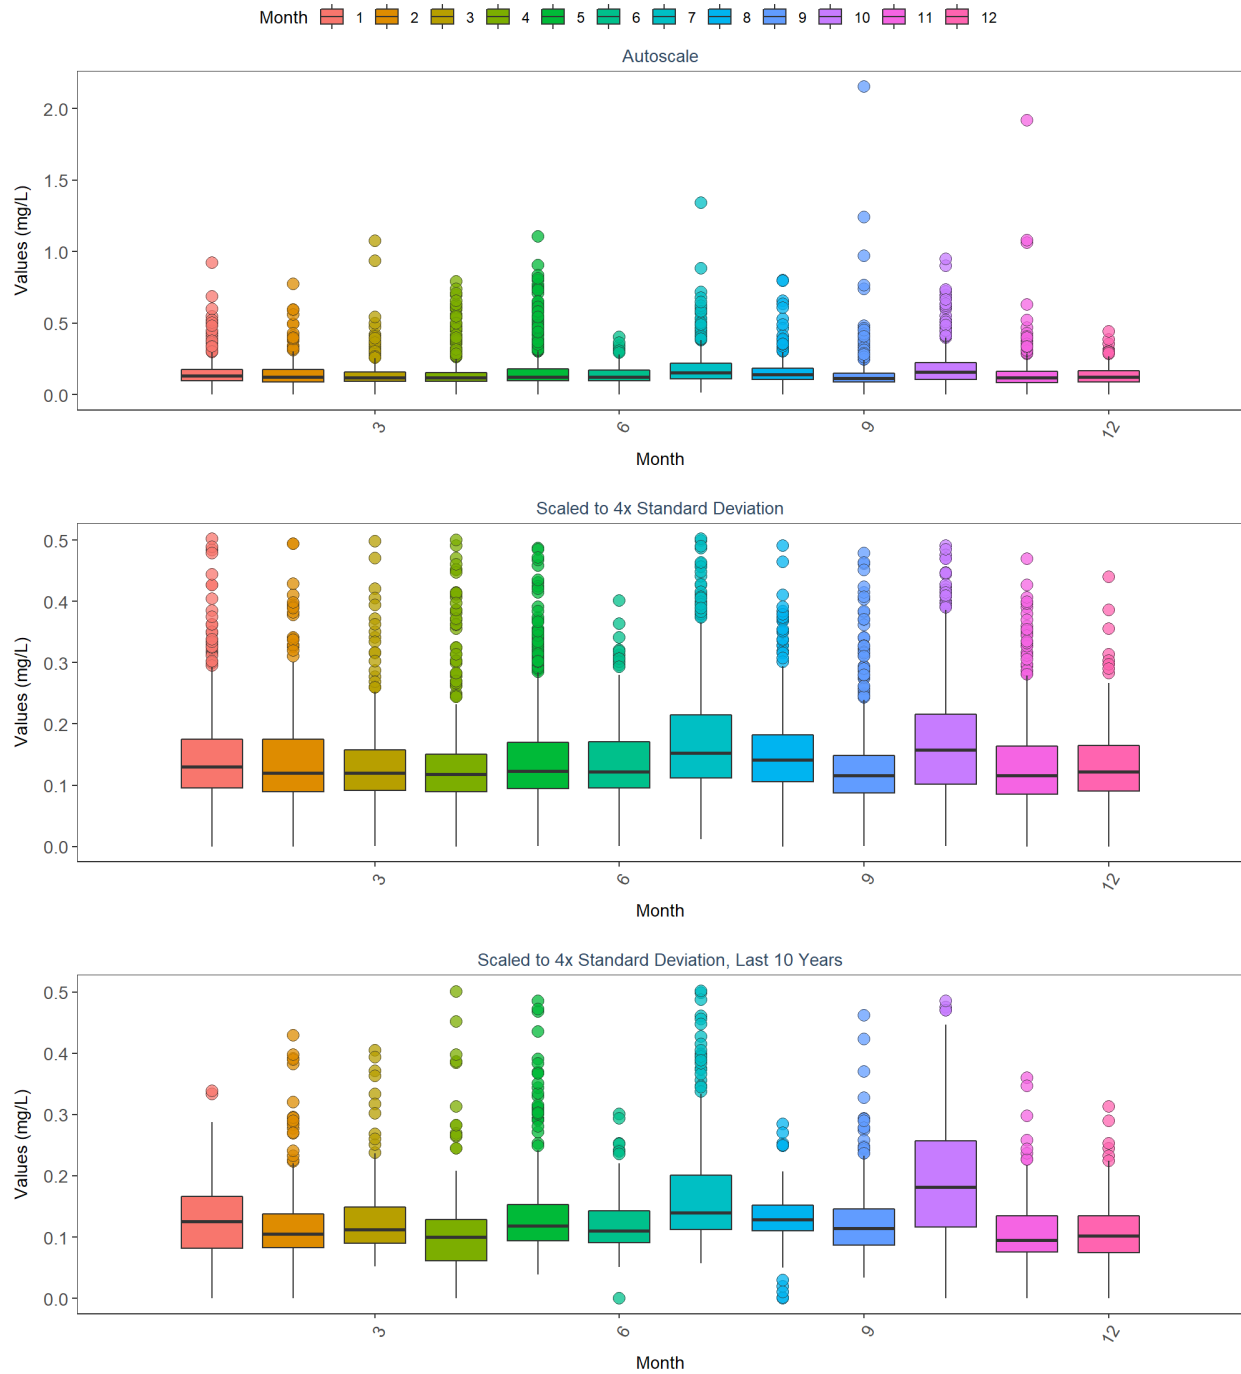 Month 1 2 3 4 5 6 7 8 9 10 11 12
Autoscale
Values (mg/L)
2.0
1.5
1.0
0.5
0.0
3 6 9 12
Month
Scaled to 4x Standard Deviation
Values (mg/L)
0.5
0.4
0.3
0.2
0.1
0.0
3 6 9 12
Month
Scaled to 4x Standard Deviation, Last 10 Years
Values (mg/L)
0.5
0.4
0.3
0.2
0.1
0.0
3 6 9 12
Month